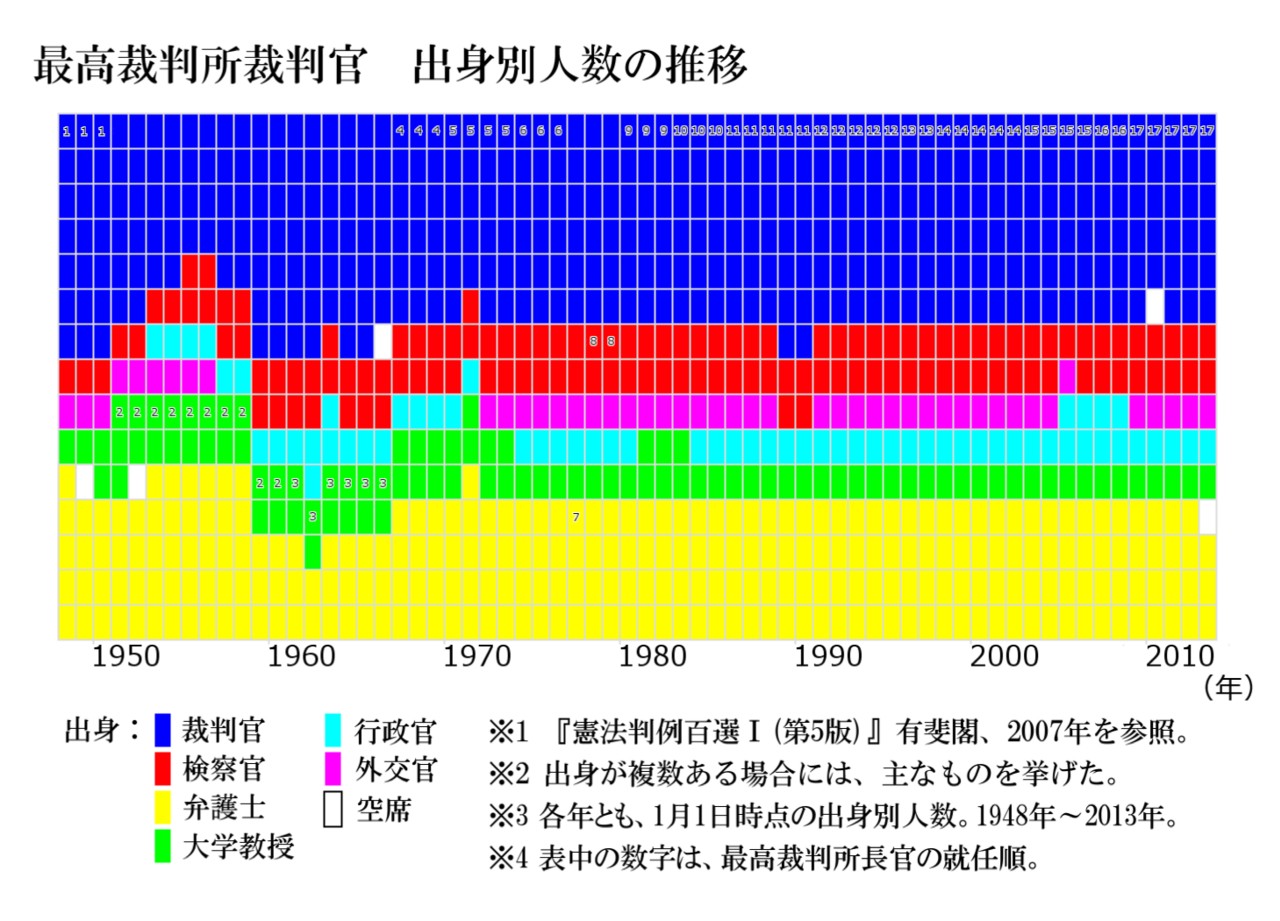 最高裁判所裁判官　出身別人数の推移
1 1 1 4 4 4 5 5 5 5 6 6 6 9 9 9 10 10 10 11 11 11 11 11 12 12 12 12 12 13 13 14 14 14 14 14 15 15 15 15 16 16 17 17 17 17 17
8 8
2 2 2 2 2 2 2 2
2 2 3 3 3 3 3
3 7
1950 1960 1970 1980 1990 2000 2010
(年)
出身：
裁判官
検察官
弁護士
大学教授
行政官
外交官
空席
※1 『憲法判例百選Ⅰ(第5版)』有斐閣、2007年を参照。
※2 出身が複数ある場合には、主なものを挙げた。
※3 各年とも、1月1日時点の出身別人数。1948年～2013年。
※4 表中の数字は、最高裁判所長官の就任順。